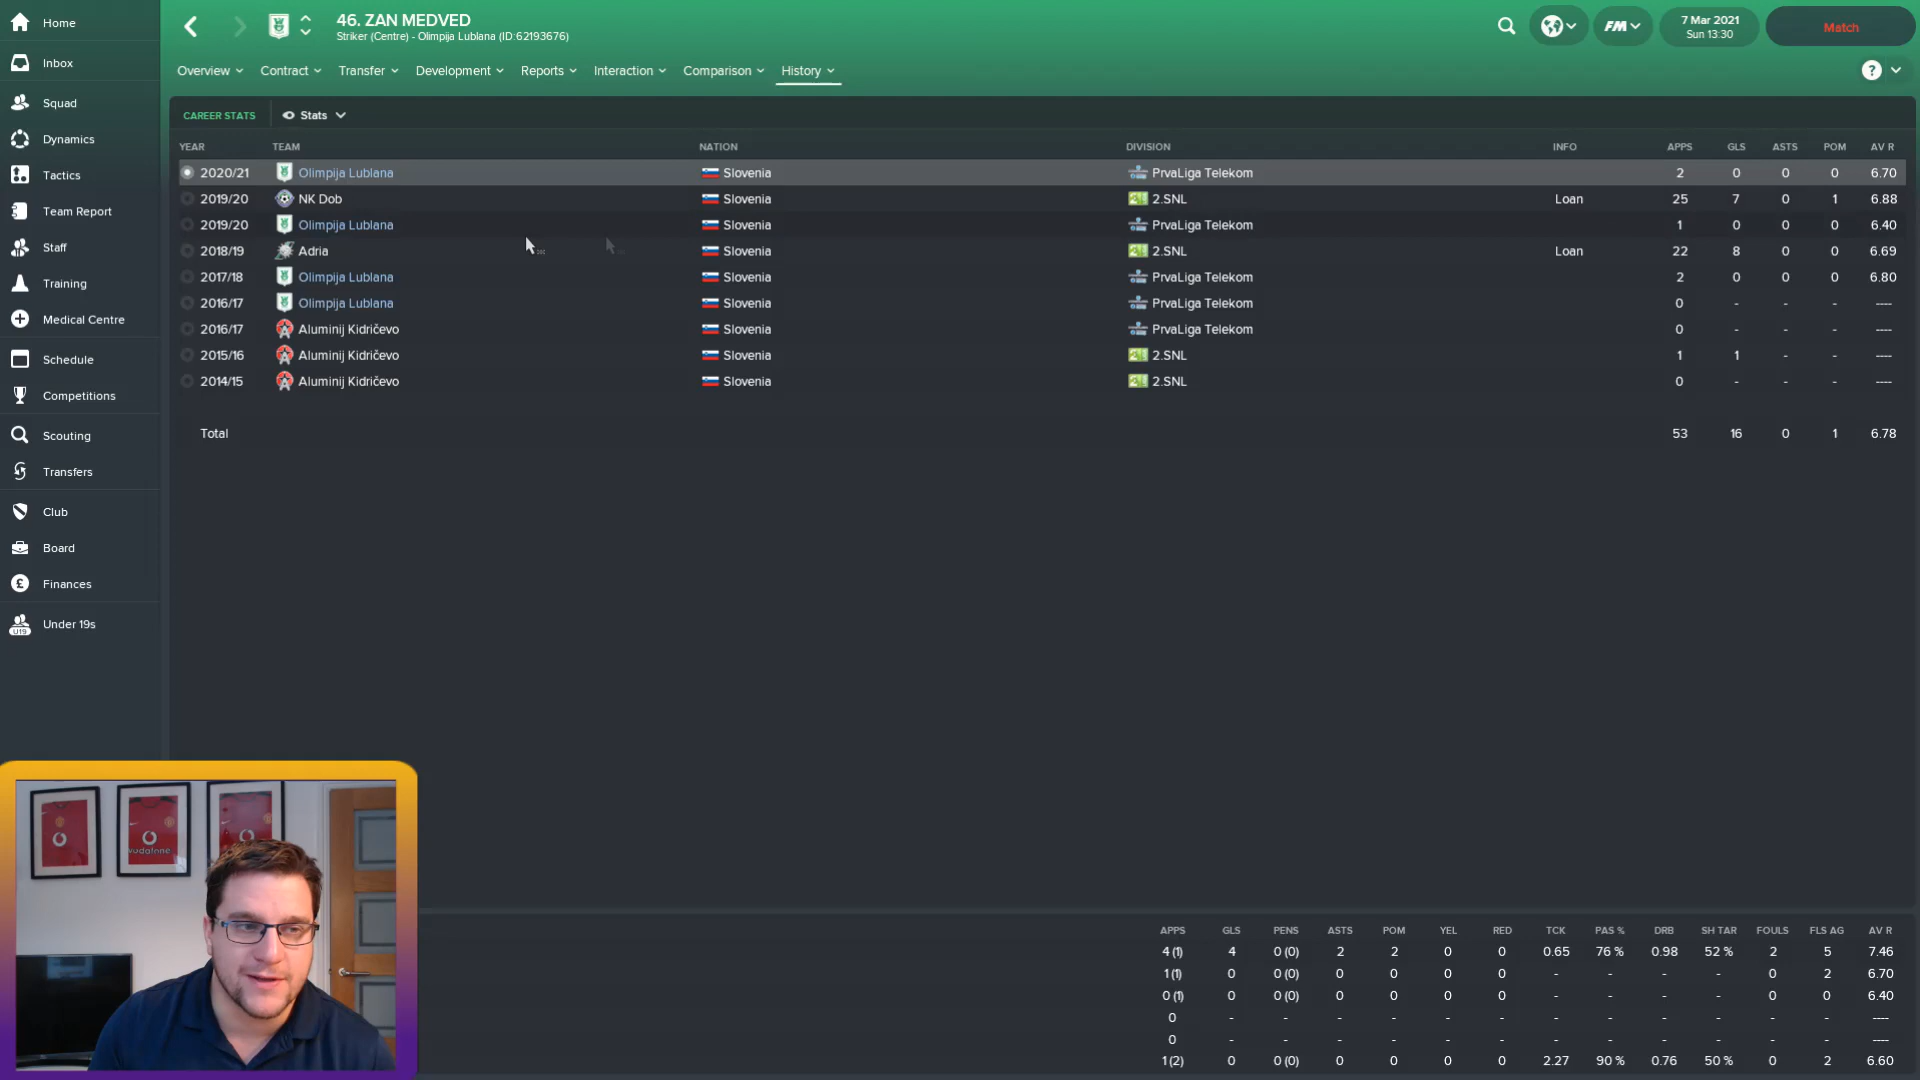 Home
Inbox
Squad
Dynamics
Tactics
Team Report
Staff
Training
Medical Centre
Schedule
Competitions
Scouting
Transfers
Club
Board
Finances
U19 Under 19s
46. ZAN MEDVED
Striker (Centre) - Olimpija Lublana (ID:62193676)
FM
7 Mar 2021
Sun 13:30
Match
Overview Contract Transfer Development Reports Interaction Comparison History
?
CAREER STATS Stats
YEAR TEAM NATION DIVISION INFO APPS GLS ASTS POM AV R
2020/21 Olimpija Lublana Slovenia PrvaLiga Telekom 2 0 0 0 6.70
2019/20 NK Dob Slovenia 2.SNL Loan 25 7 0 1 6.88
2019/20 Olimpija Lublana Slovenia PrvaLiga Telekom 1 0 0 0 6.40
2018/19 Adria Slovenia 2.SNL Loan 22 8 0 0 6.69
2017/18 Olimpija Lublana Slovenia PrvaLiga Telekom 2 0 0 0 6.80
2016/17 Olimpija Lublana Slovenia PrvaLiga Telekom 0 - - - ----
2016/17 Aluminij Kidričevo Slovenia PrvaLiga Telekom 0 - - - ----
2015/16 Aluminij Kidričevo Slovenia 2.SNL 1 1 - - ----
2014/15 Aluminij Kidričevo Slovenia 2.SNL 0 - - - ----
Total 53 16 0 1 6.78
vodafone
APPS GLS PENS ASTS POM YEL RED TCK PAS % DRB SH TAR FOULS FLS AG AV R
4 (1) 4 0 (0) 2 2 0 0 0.65 76 % 0.98 52 % 2 5 7.46
1 (1) 0 0 (0) 0 0 0 0 - - - - 0 2 6.70
0 (1) 0 0 (0) 0 0 0 0 - - - - 0 0 6.40
0 - - - - - - - - - - - - ----
0 - - - - - - - - - - - - ----
1 (2) 0 0 (0) 0 0 0 0 2.27 90 % 0.76 50 % 0 2 6.60